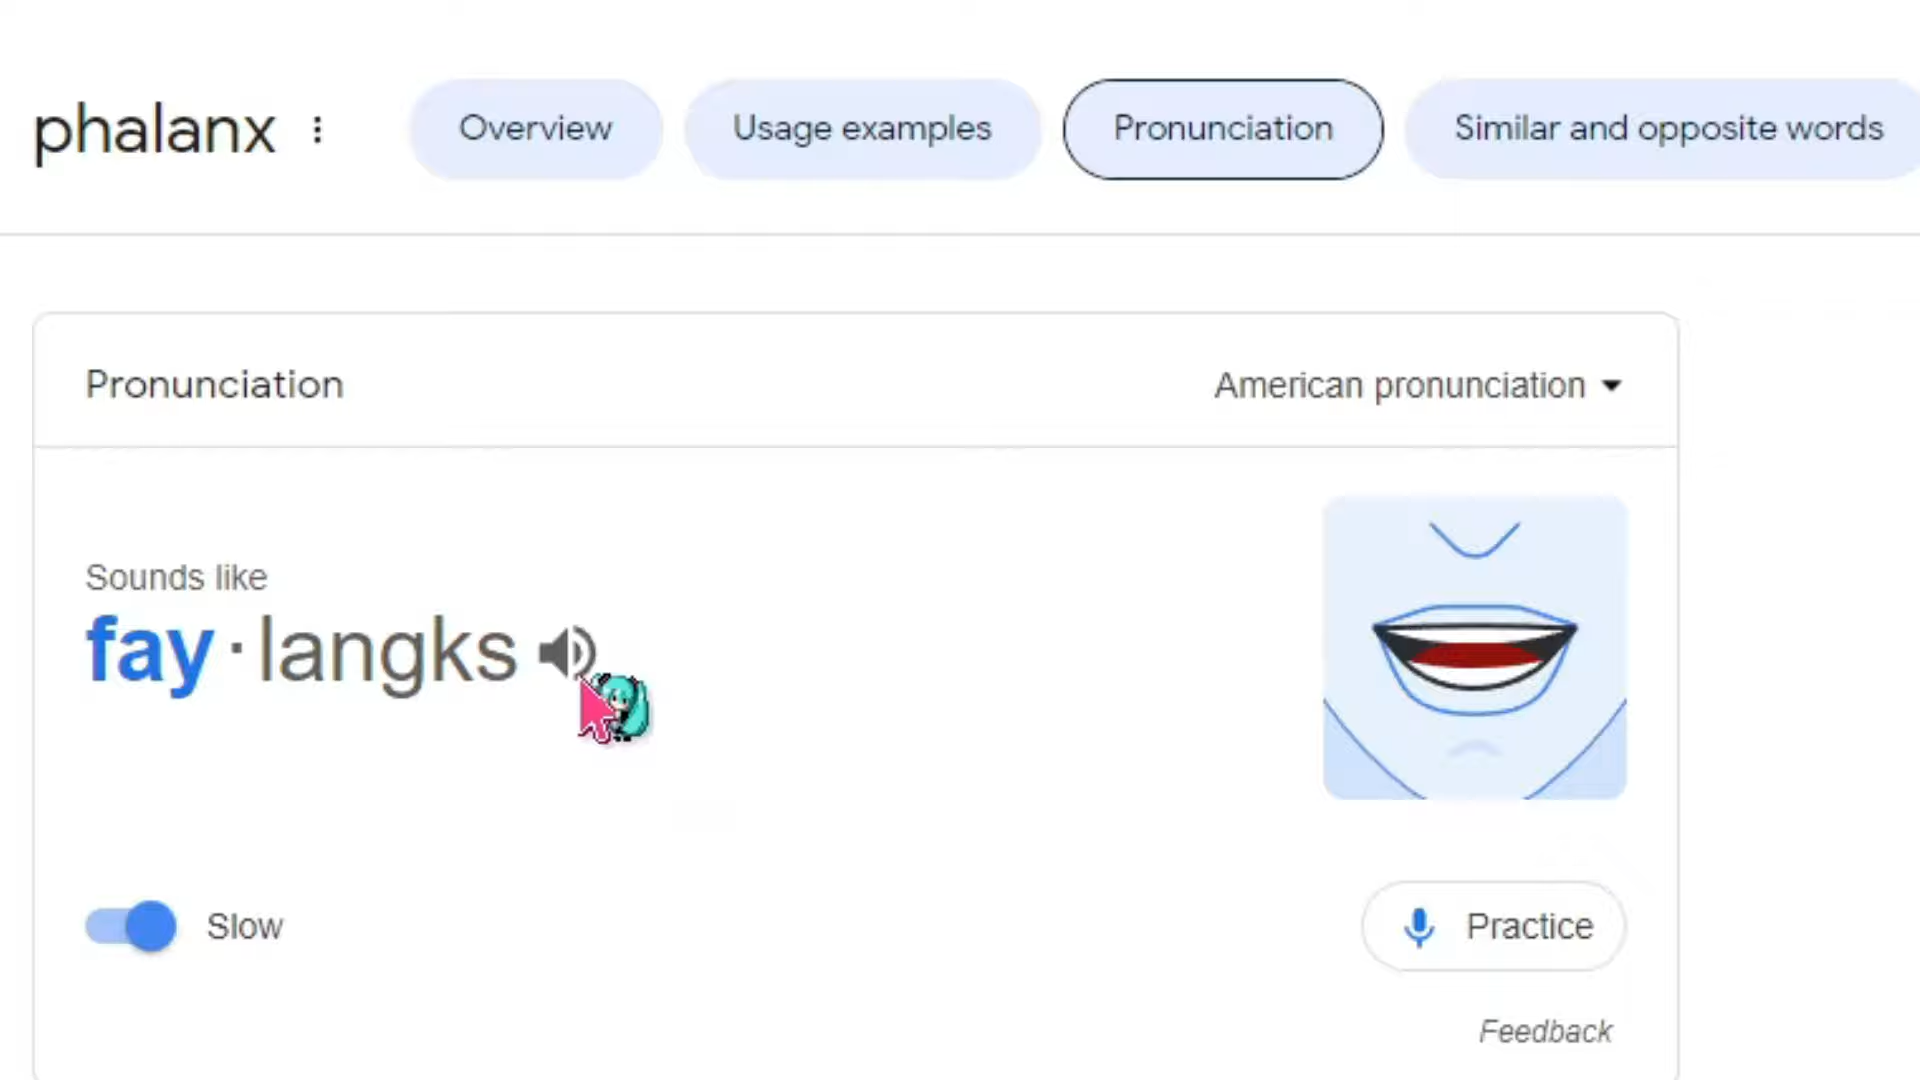 phalanx
Overview
Usage examples
Pronunciation
Similar and opposite words
Pronunciation
American pronunciation
Sounds like
fay·langks
Slow
Practice
Feedback